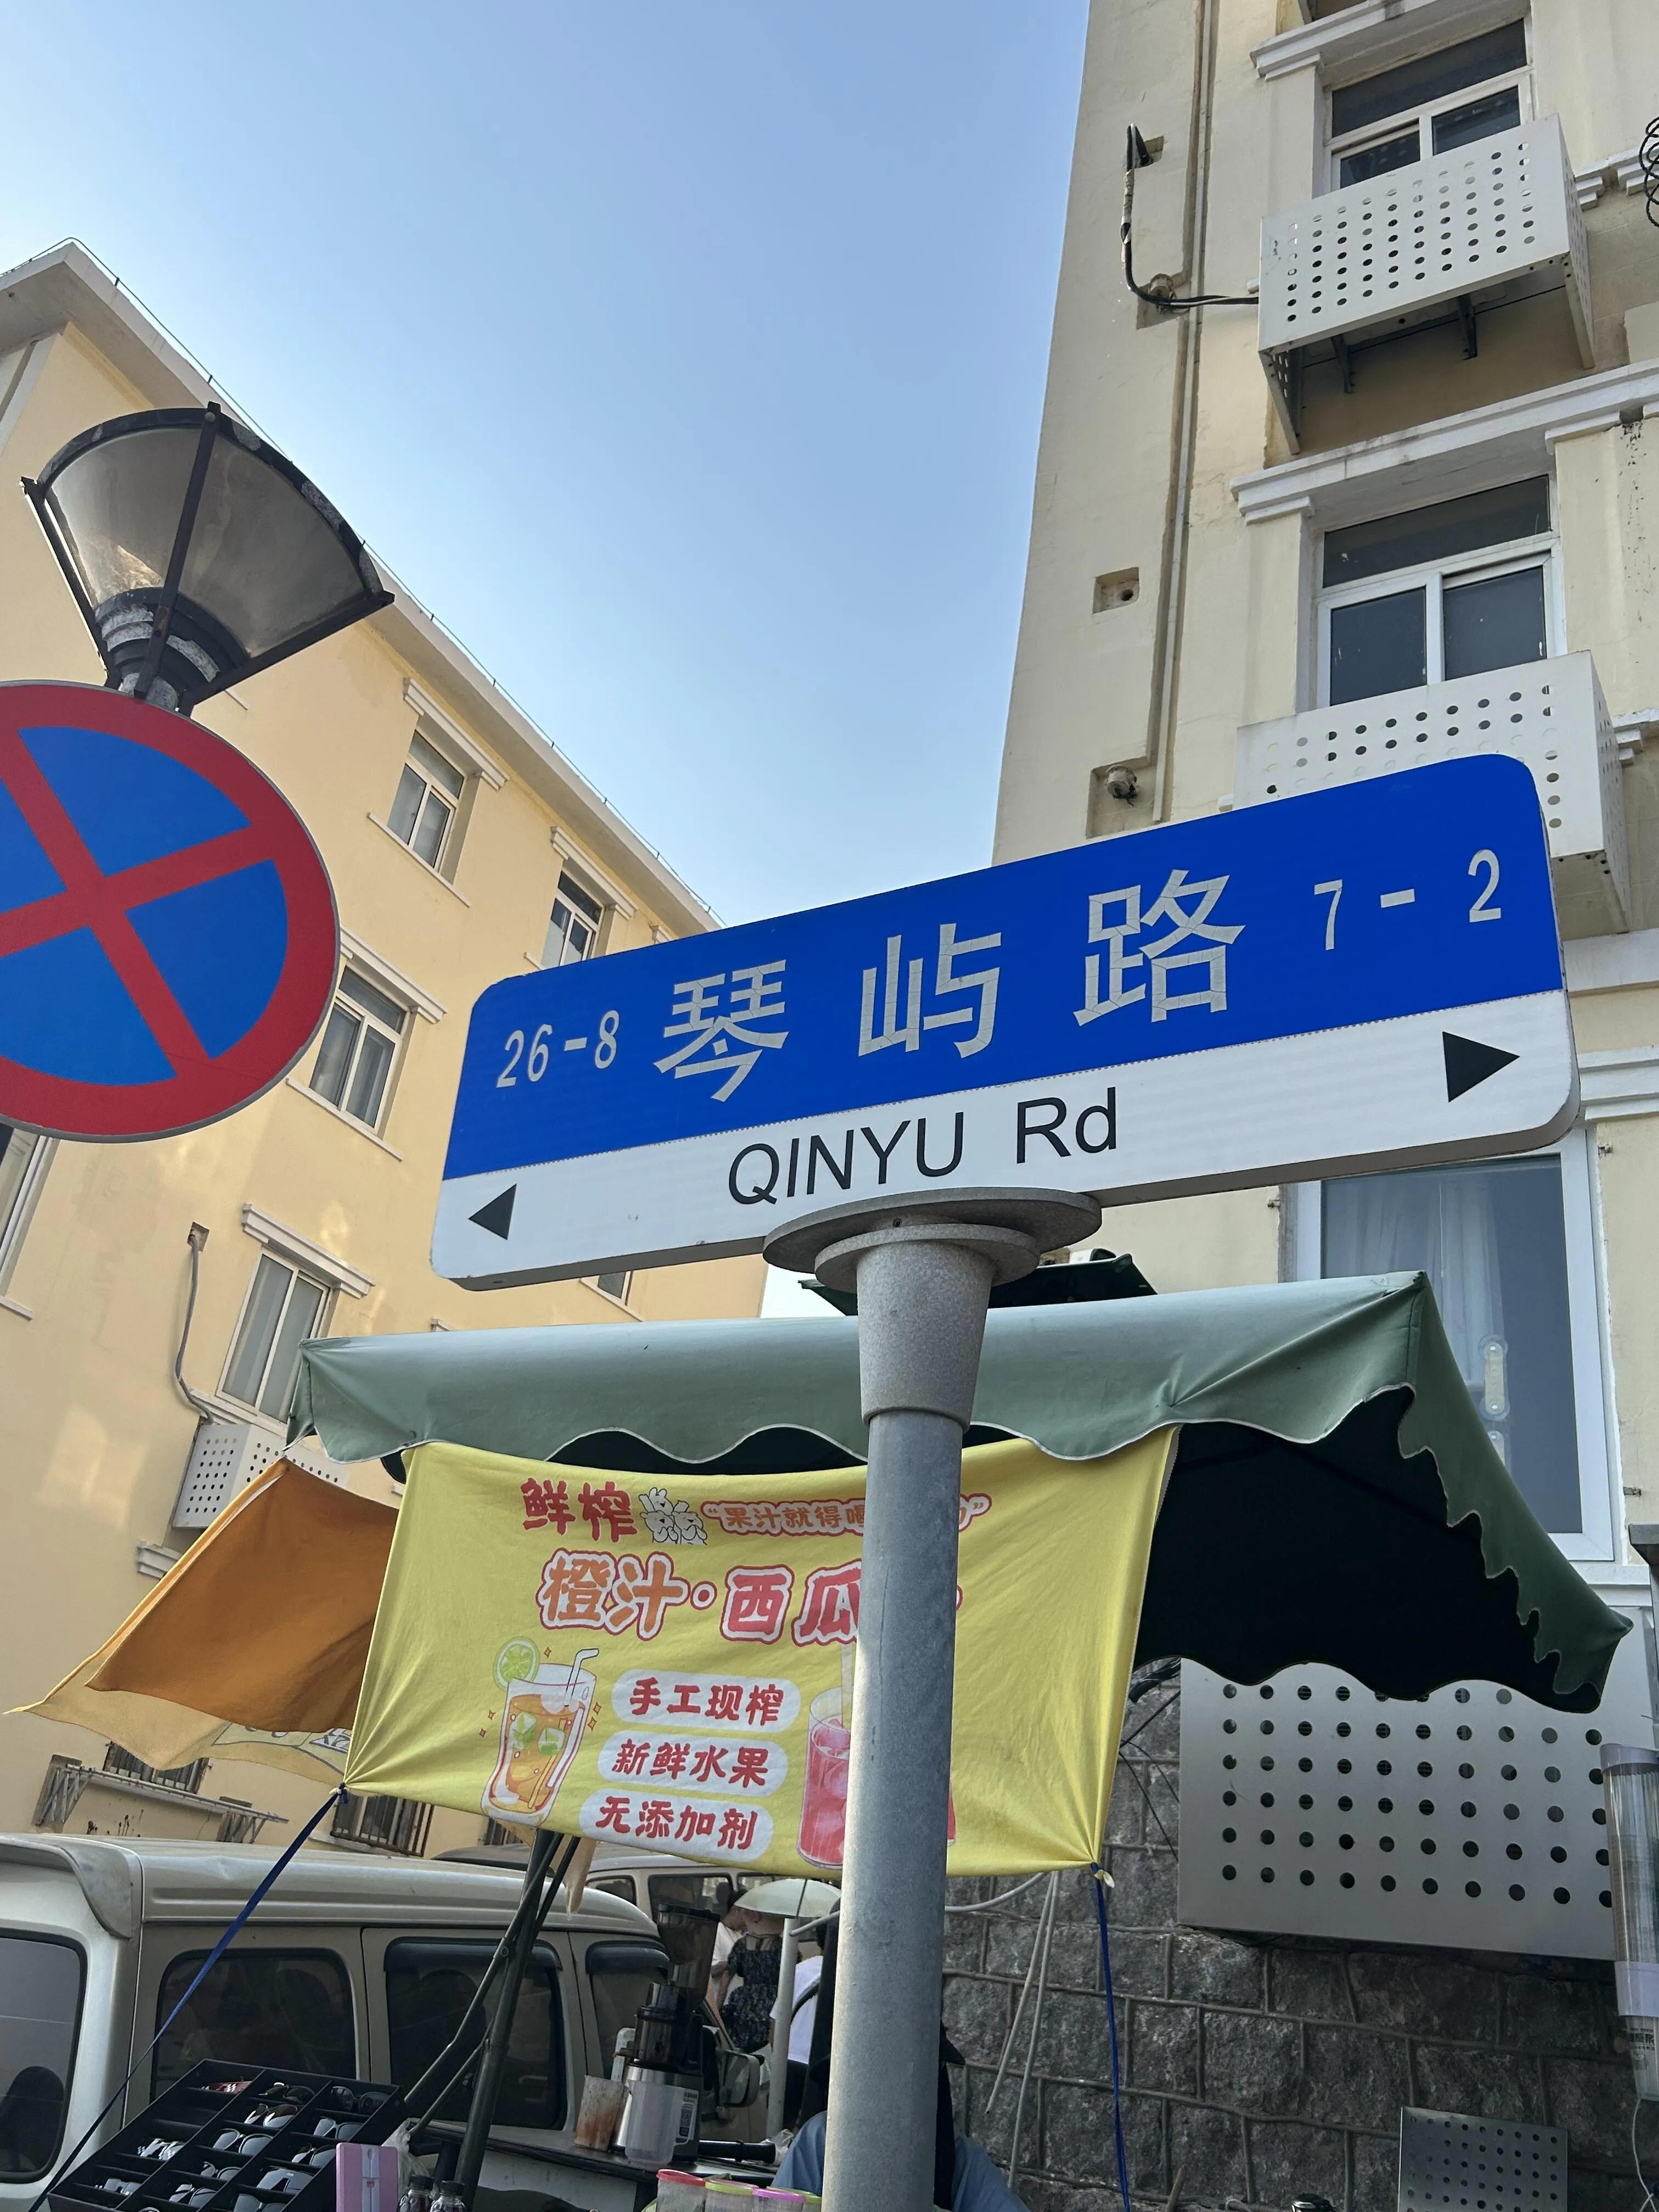 26-8 琴屿路 7-2
QINYU Rd
鲜榨 “果汁就得喝
橙汁·西瓜
手工现榨
新鲜水果
无添加剂